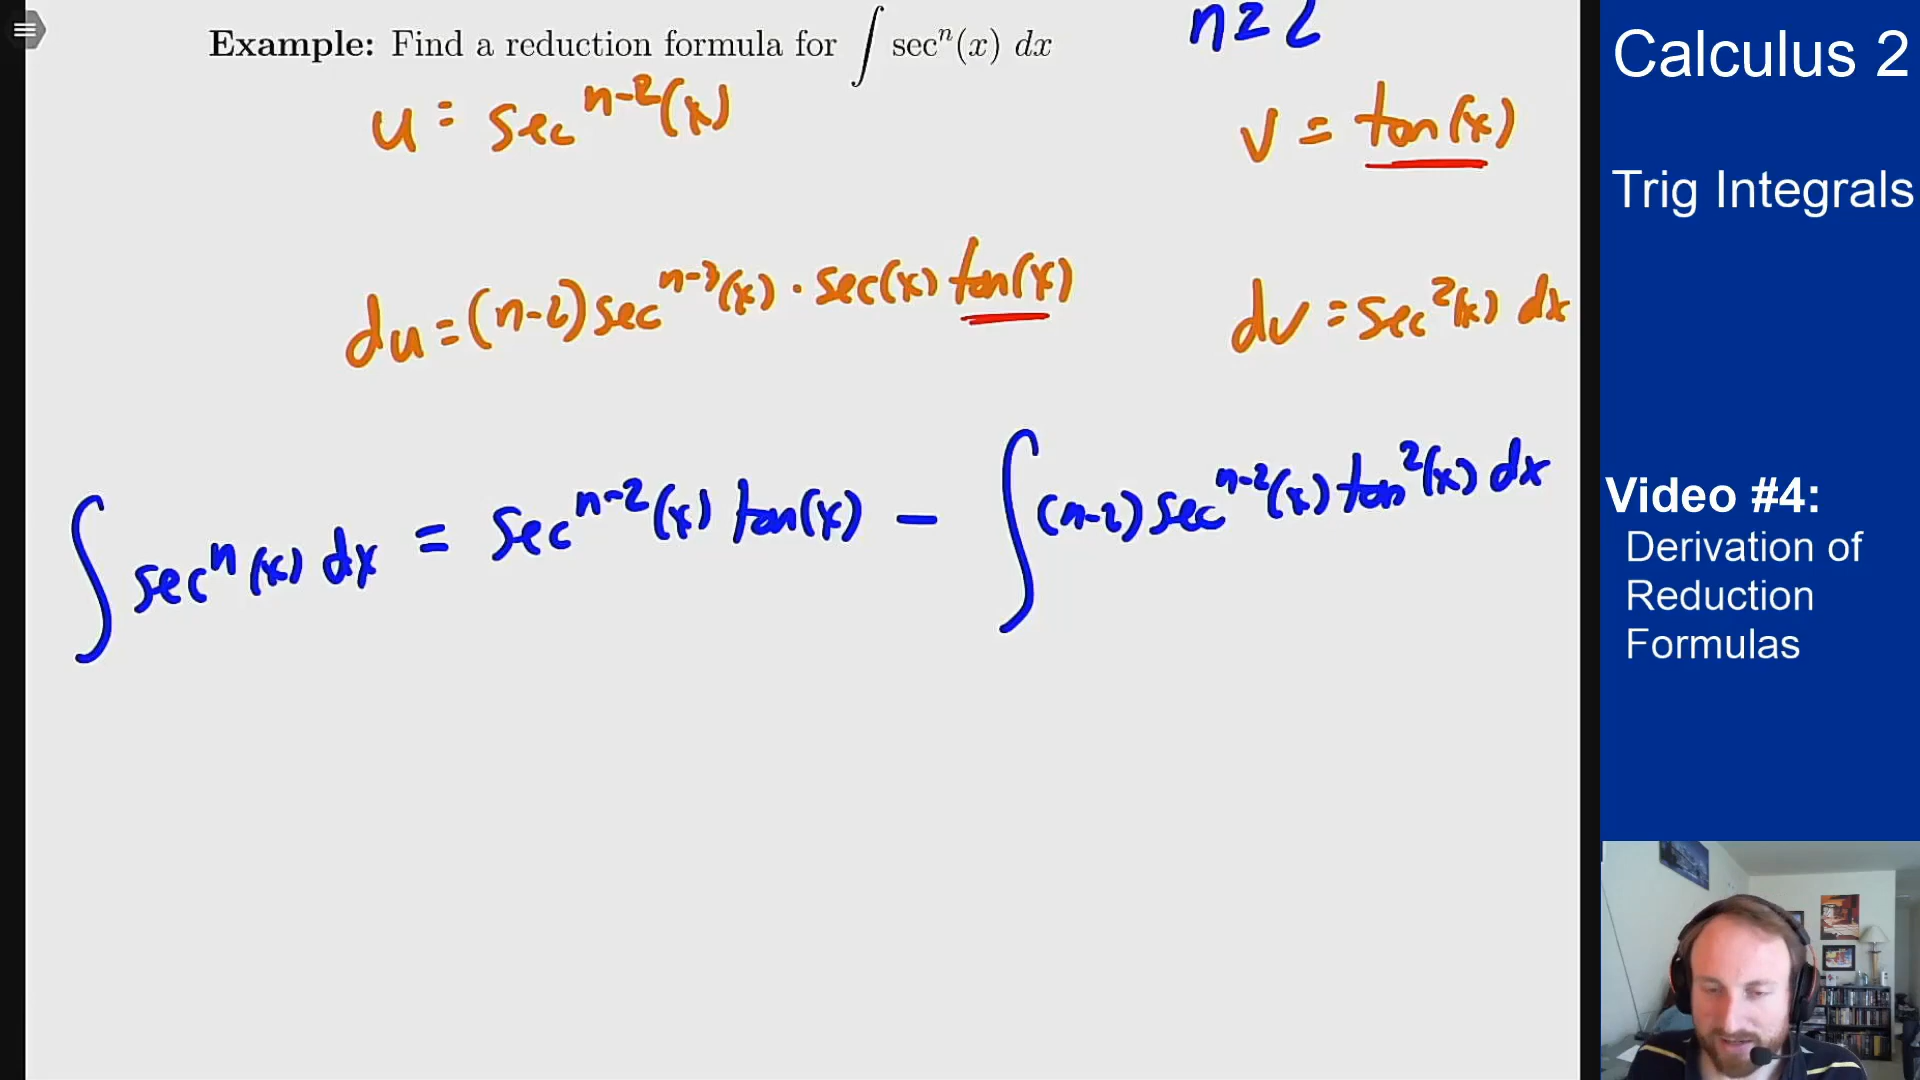 Example: Find a reduction formula for ∫ secⁿ(x) dx
n ≥ 2
u = sec^{n-2}(x)
v = tan(x)
du = (n-2) sec^{n-3}(x) · sec(x) tan(x)
dv = sec²(x) dx
∫ secⁿ(x) dx = sec^{n-2}(x) tan(x) − ∫ (n-2) sec^{n-2}(x) tan²(x) dx
Calculus 2
Trig Integrals
Video #4:
Derivation of
Reduction
Formulas